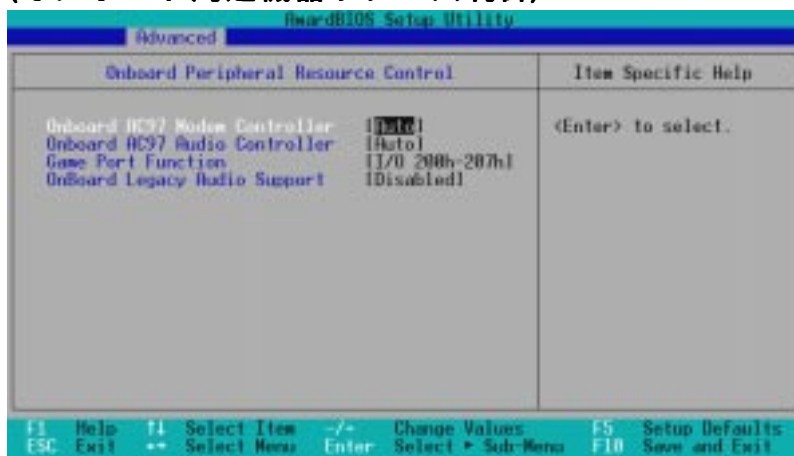 AwardBIOS Setup Utility
Advanced
Onboard Peripheral Resource Control
Item Specific Help
Onboard AC97 Modem Controller [Auto]
<Enter> to select.
Onboard AC97 Audio Controller [Auto]
Game Port Function [I/O 200h-207h]
OnBoard Legacy Audio Support [Disabled]
F1 Help ↑↓ Select Item -/+ Change Values F5 Setup Defaults
ESC Exit ←→ Select Menu Enter Select ► Sub-Menu F10 Save and Exit